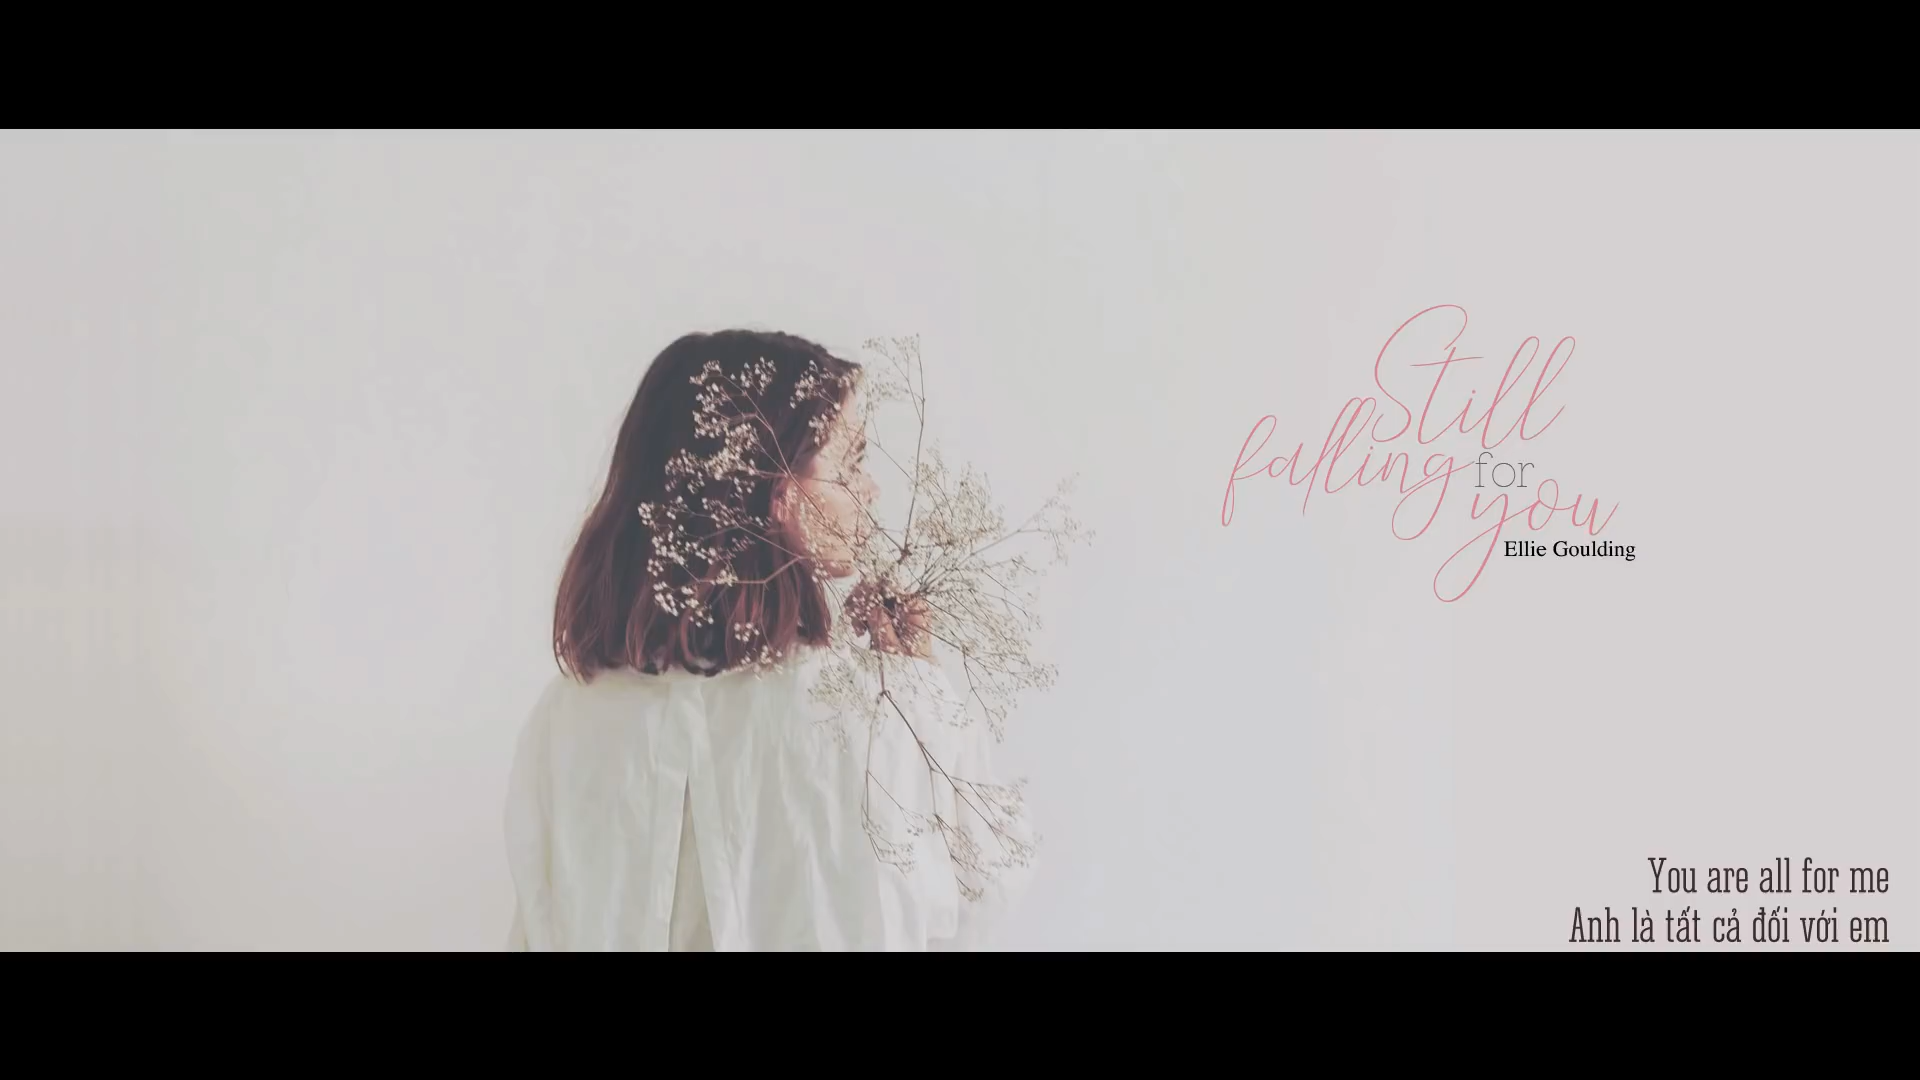 Still
falling for
you
Ellie Goulding
You are all for me
Anh là tất cả đối với em